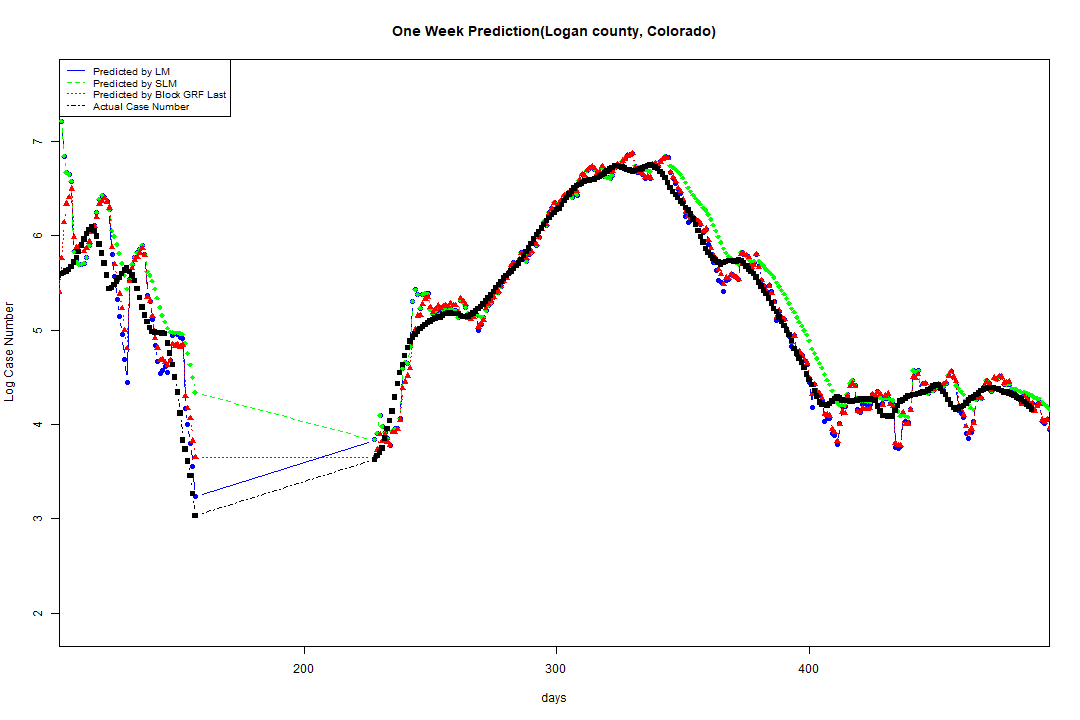 One Week Prediction(Logan county, Colorado)
Predicted by LM
Predicted by SLM
Predicted by Block GRF Last
Actual Case Number
Log Case Number
7
6
5
4
3
2
200 300 400
days